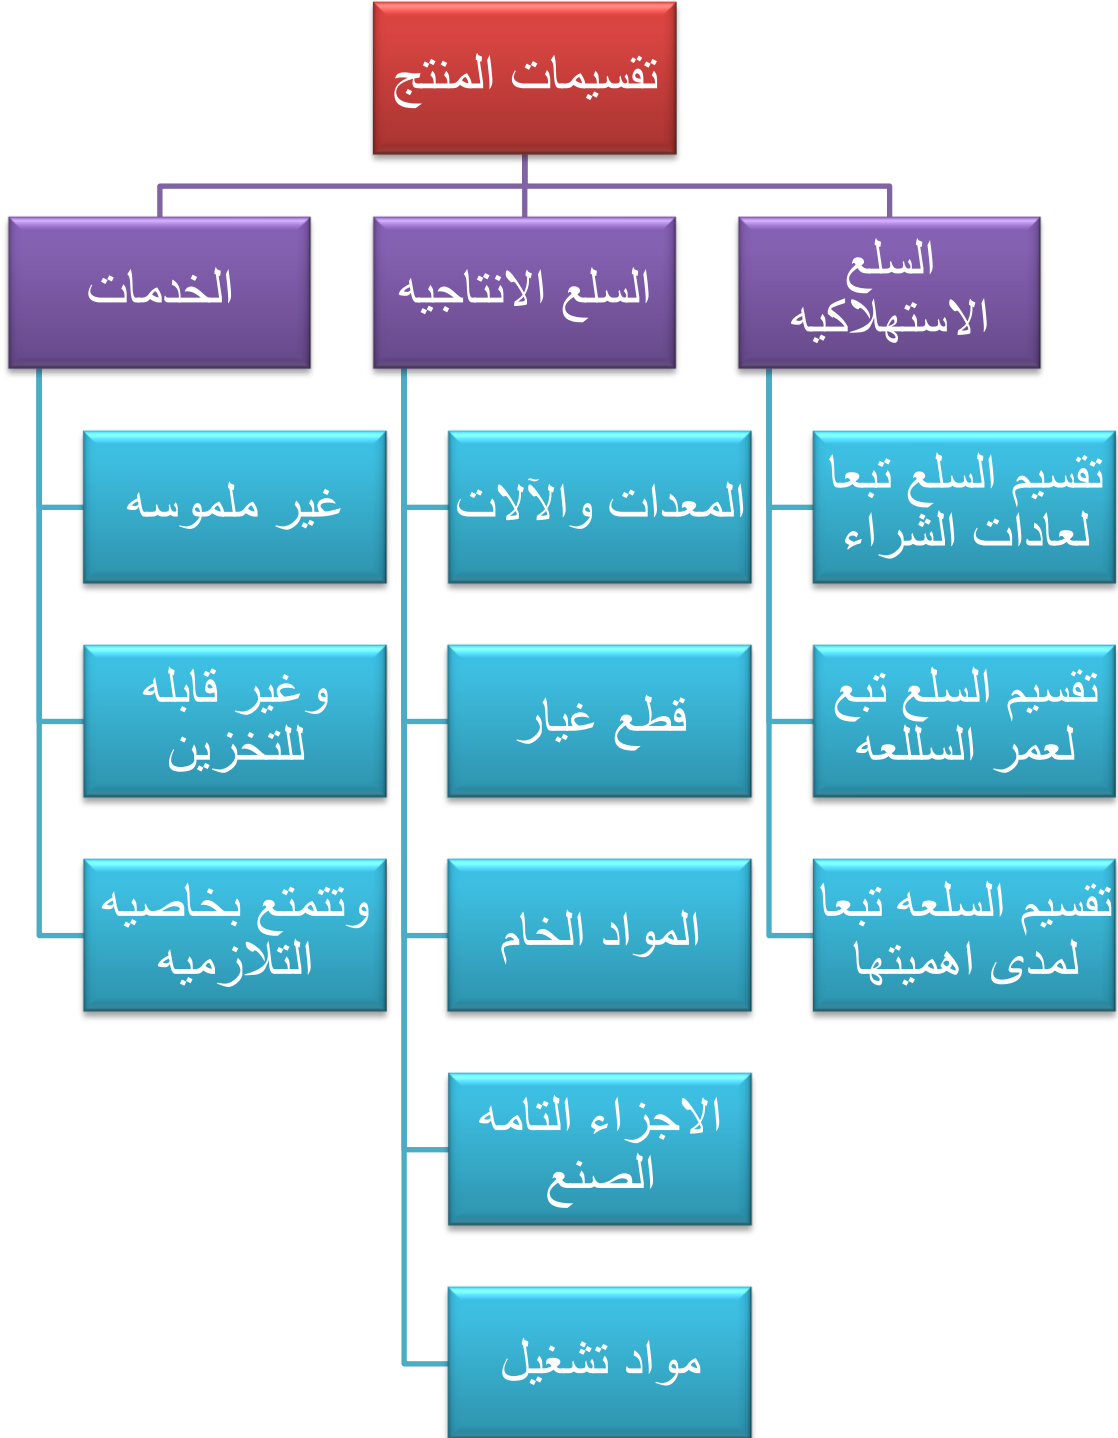 تقسيمات المنتج
السلع
الاستهلاكيه
تقسيم السلع تبعا
لعادات الشراء
تقسيم السلع تبع
لعمر السللعه
تقسيم السلعه تبعا
لمدى اهميتها
السلع الانتاجيه
المعدات والآلات
قطع غيار
المواد الخام
الاجزاء التامه
الصنع
مواد تشغيل
الخدمات
غير ملموسه
وغير قابله
للتخزين
وتتمتع بخاصيه
التلازميه